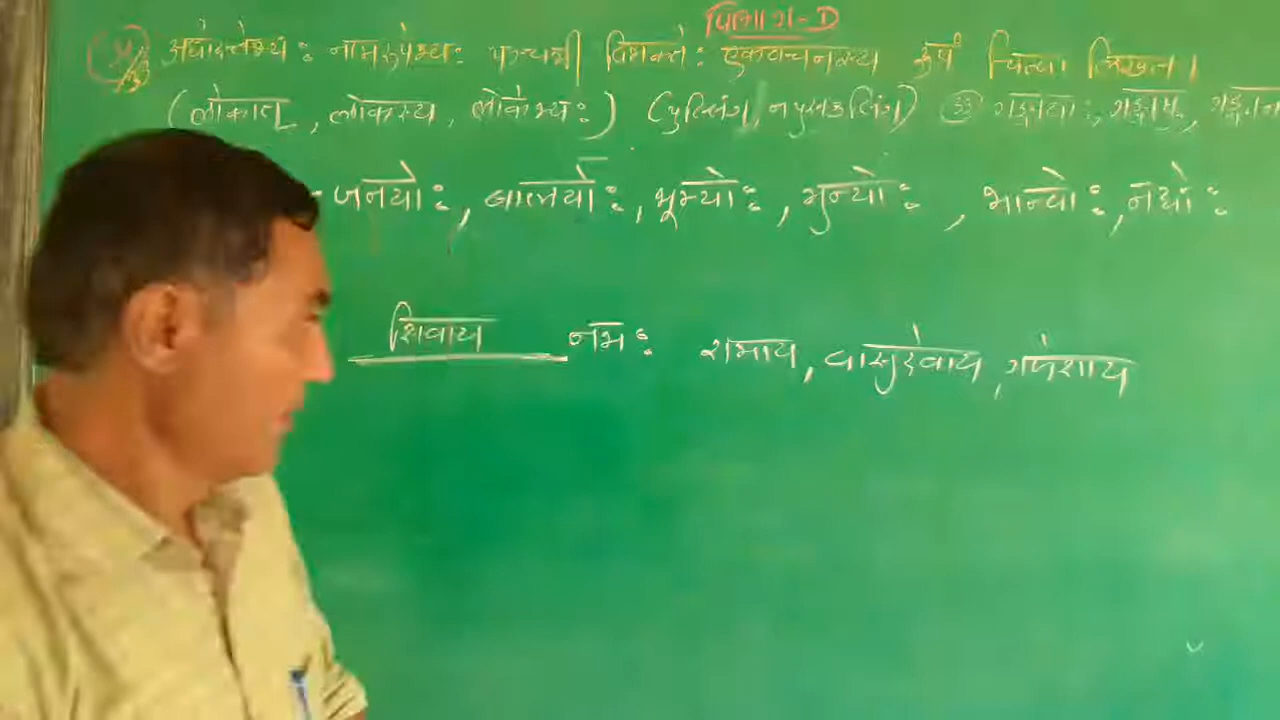 विभाग-D
अधोदत्तेभ्यः नामरूपेभ्यः पञ्चमी विभक्तेः एकवचनस्य रूपं चित्वा लिखत।
(लोकात्, लोकस्य, लोकेभ्यः) (पुल्लिंग, नपुसकलिंग)
- जनयोः, बालयोः, भूम्योः, मुन्योः, भान्वोः, नद्योः
शिवाय नमः रामाय, वासुदेवाय, गणेशाय